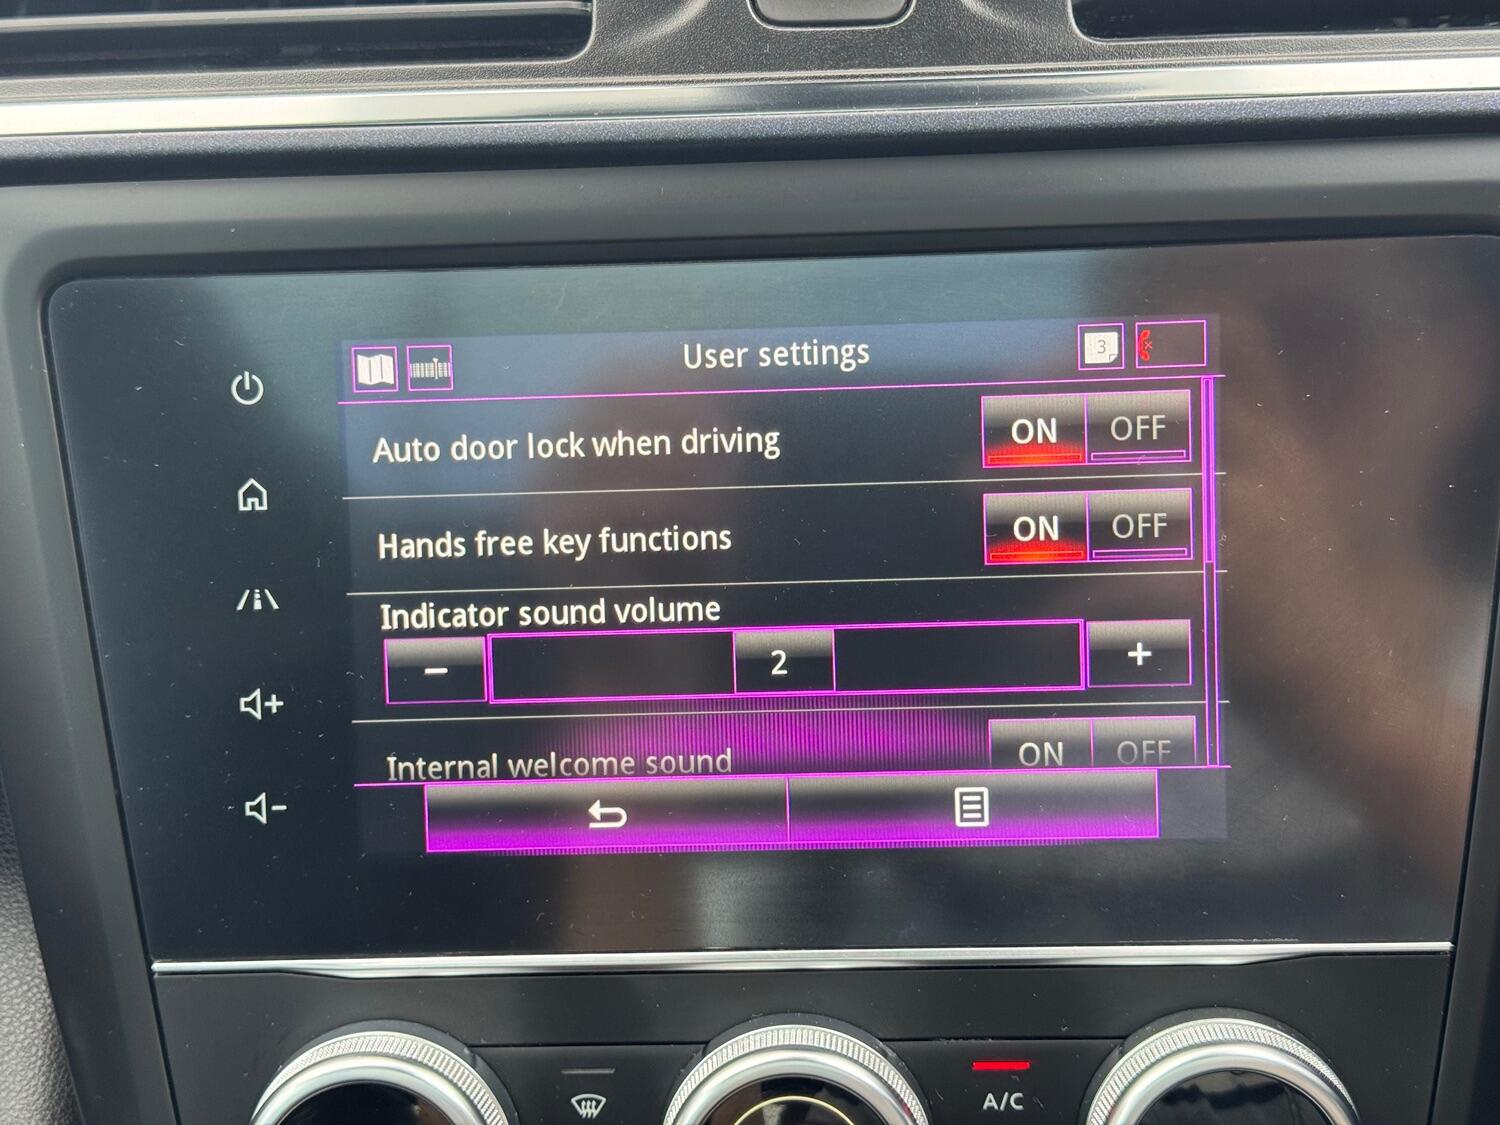 User settings
3
Auto door lock when driving
ON
OFF
Hands free key functions
ON
OFF
Indicator sound volume
−
2
+
Internal welcome sound
ON
OFF
A/C